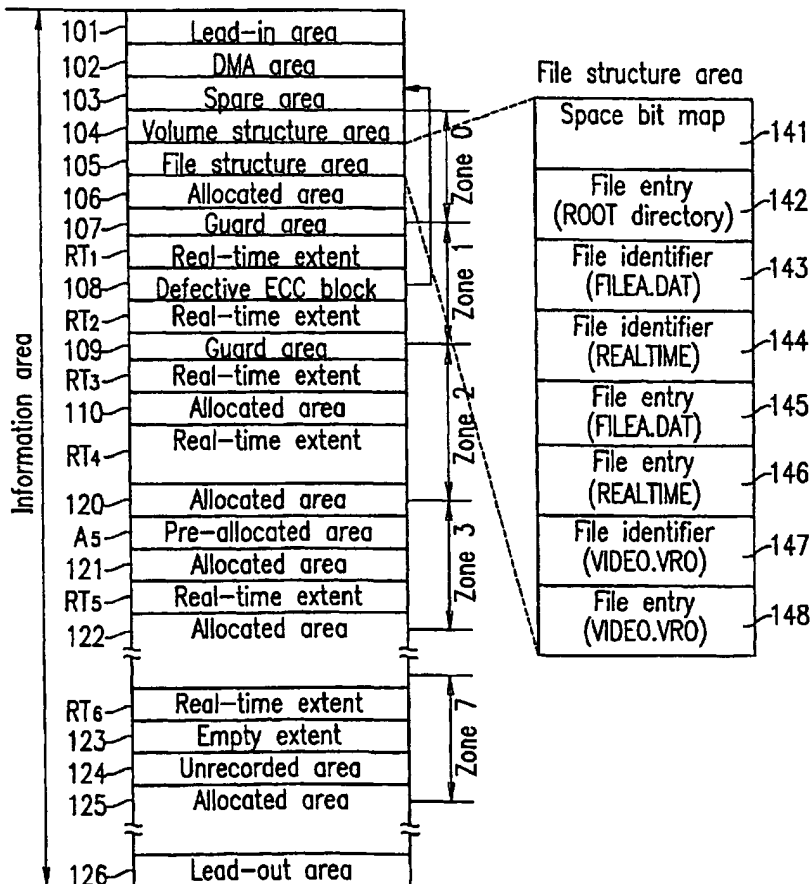 101 Lead-in area
102 DMA area
103 Spare area
104 Volume structure area
105 File structure area
106 Allocated area
107 Guard area
RT1 Real-time extent
108 Defective ECC block
RT2 Real-time extent
109 Guard area
RT3 Real-time extent
110 Allocated area
RT4 Real-time extent
120 Allocated area
A5 Pre-allocated area
121 Allocated area
RT5 Real-time extent
122 Allocated area
RT6 Real-time extent
123 Empty extent
124 Unrecorded area
125 Allocated area
126 Lead-out area
Information area
Zone 0
Zone 1
Zone 2
Zone 3
Zone 7
File structure area
Space bit map 141
File entry
(ROOT directory) 142
File identifier
(FILEA.DAT) 143
File identifier
(REALTIME) 144
File entry
(FILEA.DAT) 145
File entry
(REALTIME) 146
File identifier
(VIDEO.VRO) 147
File entry
(VIDEO.VRO) 148